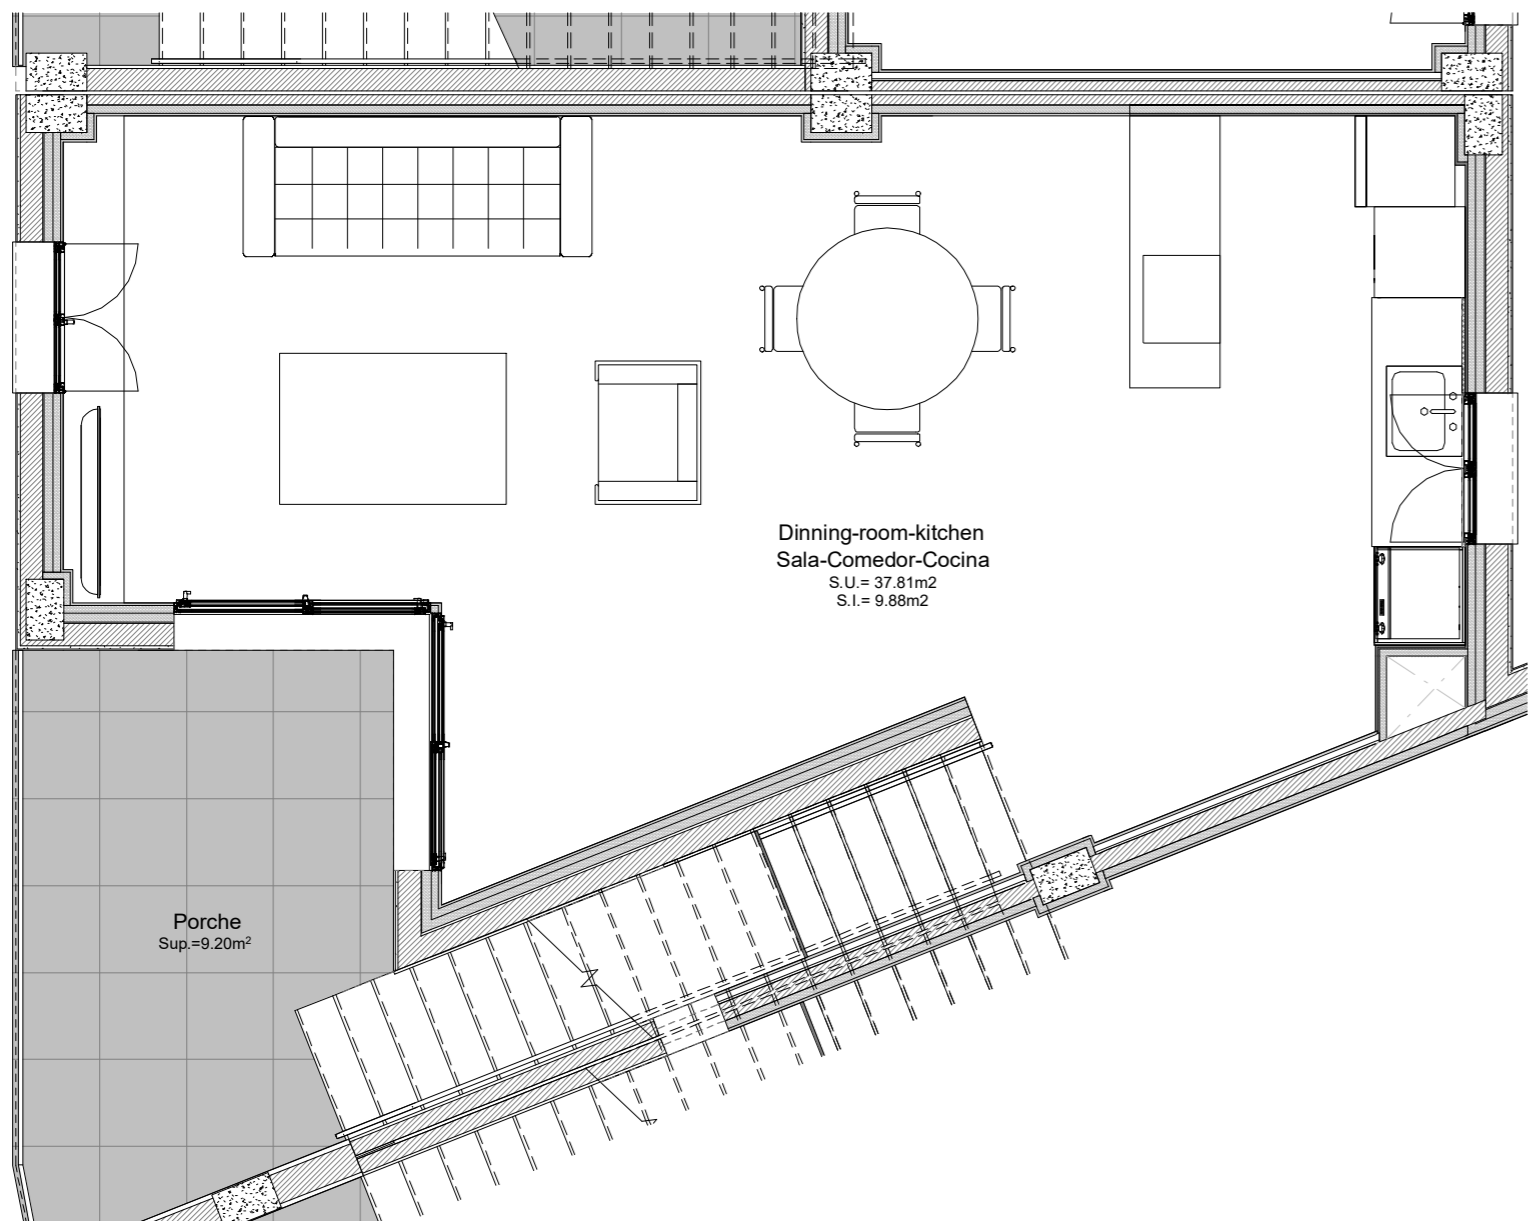 Dinning-room-kitchen
Sala-Comedor-Cocina
S.U.= 37.81m2
S.I.= 9.88m2
Porche
Sup.=9.20m²